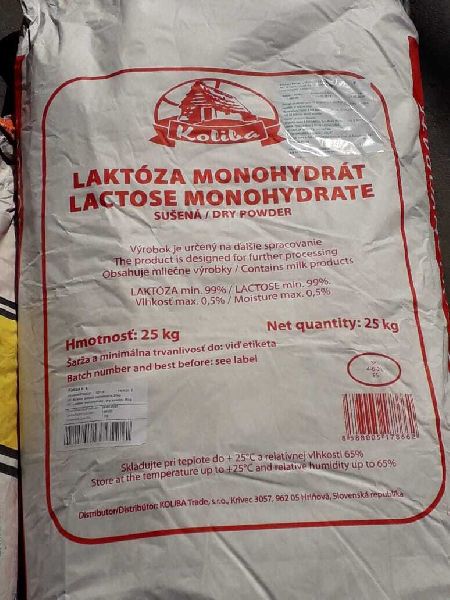 Koliba
LAKTÓZA MONOHYDRÁT
LACTOSE MONOHYDRATE
SUŠENÁ / DRY POWDER
Výrobok je určený na ďalšie spracovanie
The product is designed for further processing
Obsahuje mliečne výrobky / Contains milk products
LAKTÓZA min. 99% / LACTOSE min. 99%
Vlhkosť max. 0,5% / Moisture max. 0,5%
Hmotnosť: 25 kg
Net quantity: 25 kg
Šarža a minimálna trvanlivosť do: viď etiketa
Batch number and best before: see label
Skladujte pri teplote do + 25°C a relatívnej vlhkosti 65%
Store at the temperature up to +25°C and relative humidity up to 65%
Distributor/Distribútor: KOLIBA Trade, s.r.o., Krivec 3057, 962 05 Hriňová, Slovenská republika